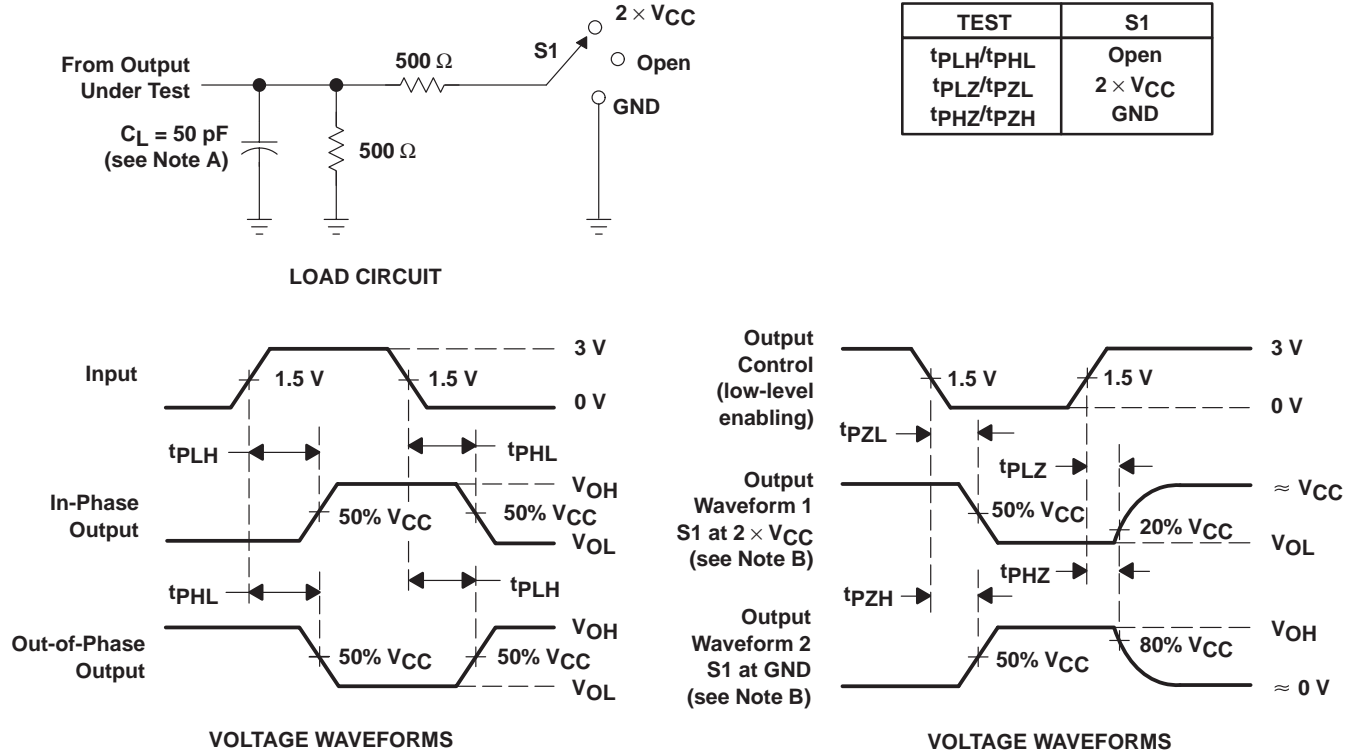 2 × VCC
S1
Open
GND
500 Ω
From Output
Under Test
CL = 50 pF
(see Note A)
500 Ω
LOAD CIRCUIT
TEST S1
tPLH/tPHL Open
tPLZ/tPZL 2 × VCC
tPHZ/tPZH GND
Input
1.5 V
1.5 V
3 V
0 V
tPLH
tPHL
In-Phase
Output
50% VCC
50% VCC
VOH
VOL
tPHL
tPLH
Out-of-Phase
Output
50% VCC
50% VCC
VOH
VOL
VOLTAGE WAVEFORMS
Output
Control
(low-level
enabling)
1.5 V
1.5 V
3 V
0 V
tPZL
tPLZ
Output
Waveform 1
S1 at 2 × VCC
(see Note B)
50% VCC
20% VCC
≈ VCC
VOL
tPZH
tPHZ
Output
Waveform 2
S1 at GND
(see Note B)
50% VCC
80% VCC
VOH
≈ 0 V
VOLTAGE WAVEFORMS